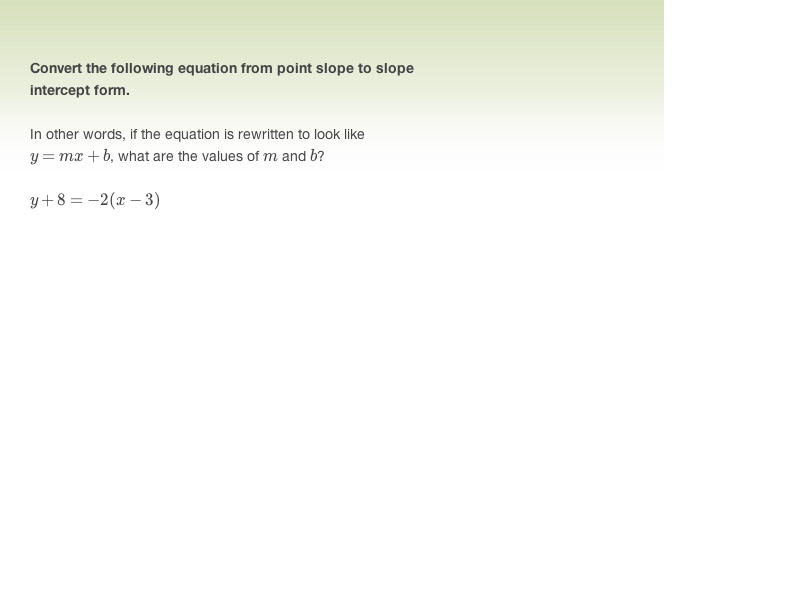 Convert the following equation from point slope to slope
intercept form.
In other words, if the equation is rewritten to look like
y = mx + b, what are the values of m and b?
y + 8 = −2(x − 3)